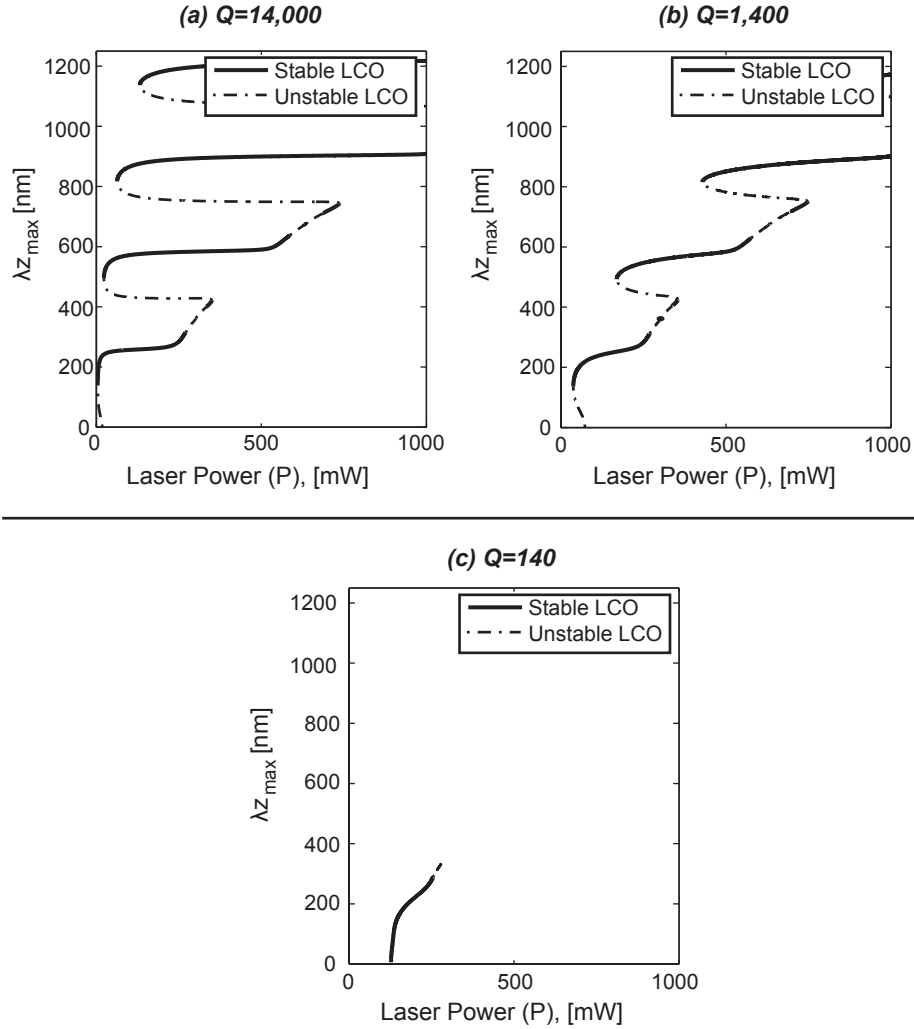 (a) Q=14,000
1200
1000
800
600
400
200
0
λz_max [nm]
Stable LCO
Unstable LCO
0
500
1000
Laser Power (P), [mW]
(b) Q=1,400
1200
1000
800
600
400
200
0
λz_max [nm]
Stable LCO
Unstable LCO
0
500
1000
Laser Power (P), [mW]
(c) Q=140
1200
1000
800
600
400
200
0
λz_max [nm]
Stable LCO
Unstable LCO
0
500
1000
Laser Power (P), [mW]